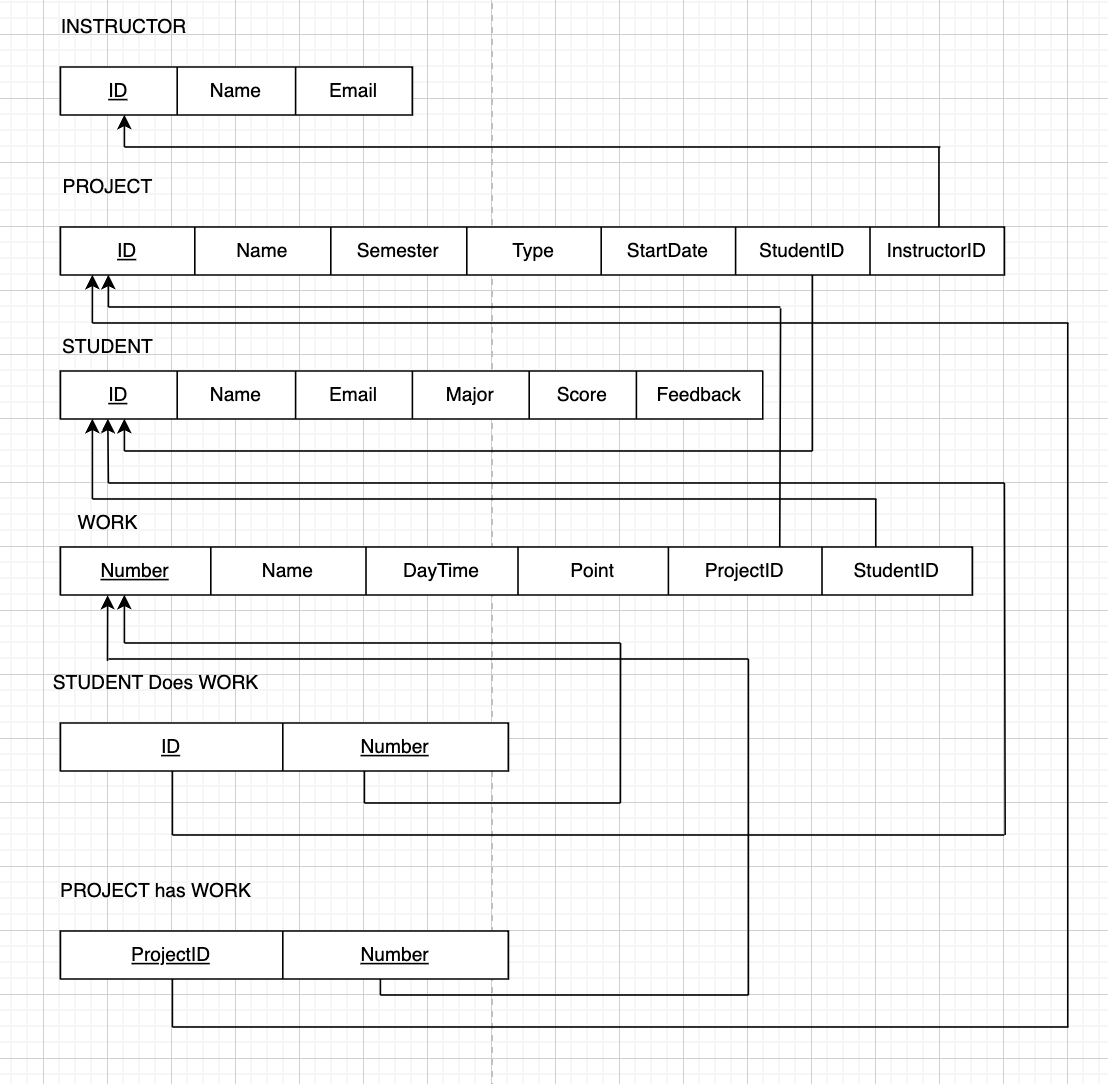 INSTRUCTOR
ID Name Email
PROJECT
ID Name Semester Type StartDate StudentID InstructorID
STUDENT
ID Name Email Major Score Feedback
WORK
Number Name DayTime Point ProjectID StudentID
STUDENT Does WORK
ID Number
PROJECT has WORK
ProjectID Number